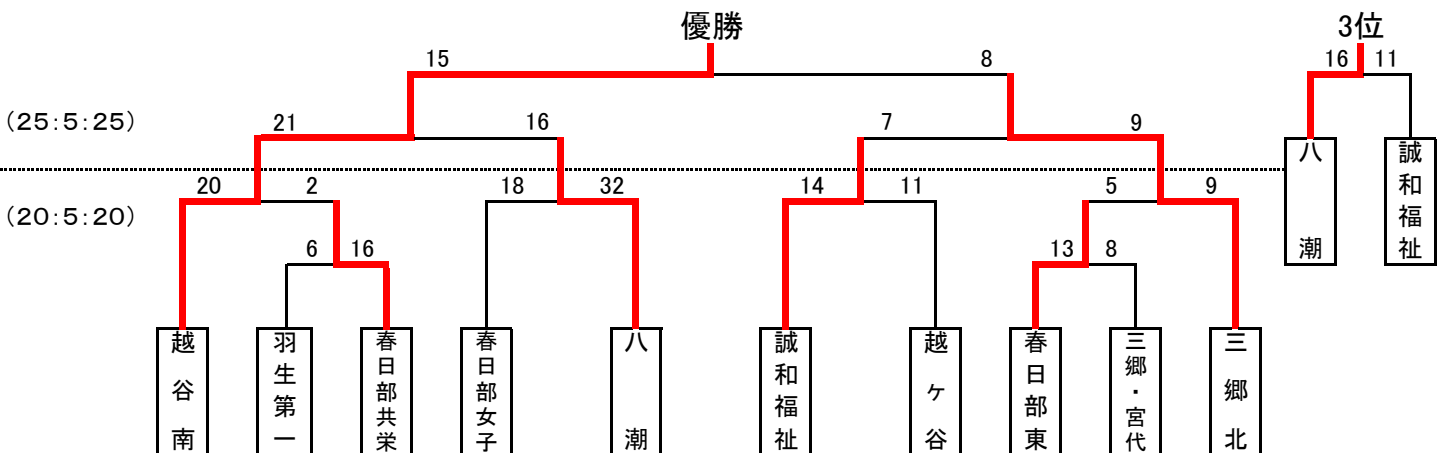 優勝 3位
15 8 16 11
(25:5:25) 21 16 7 9
八潮 誠和福祉
20 2 18 32 14 11 5 9
(20:5:20)
6 16 13 8
越谷南 羽生第一 春日部共栄 春日部女子 八潮 誠和福祉 越ヶ谷 春日部東 三郷・宮代 三郷北